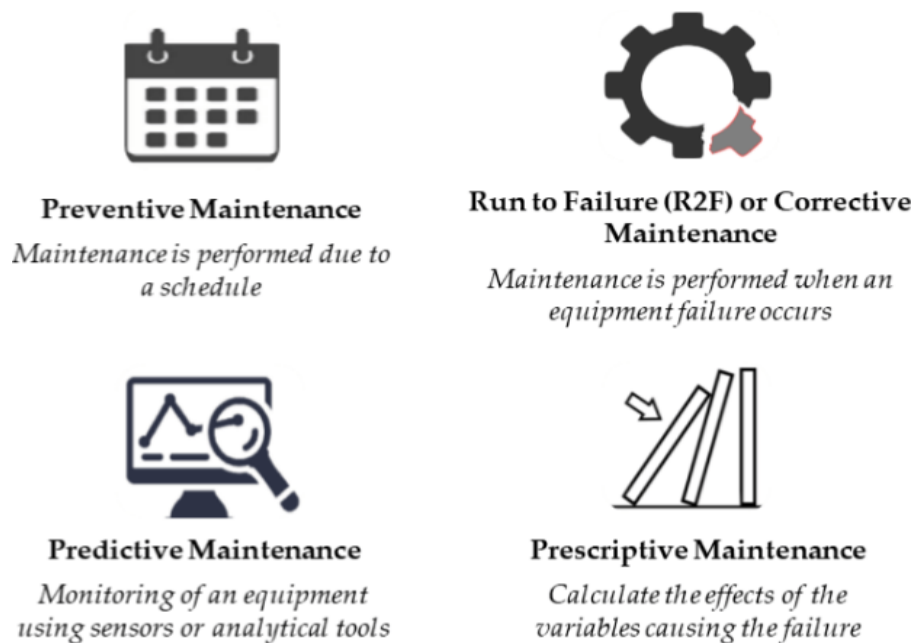 Preventive Maintenance
Maintenance is performed due to
a schedule
Run to Failure (R2F) or Corrective
Maintenance
Maintenance is performed when an
equipment failure occurs
Predictive Maintenance
Monitoring of an equipment
using sensors or analytical tools
Prescriptive Maintenance
Calculate the effects of the
variables causing the failure